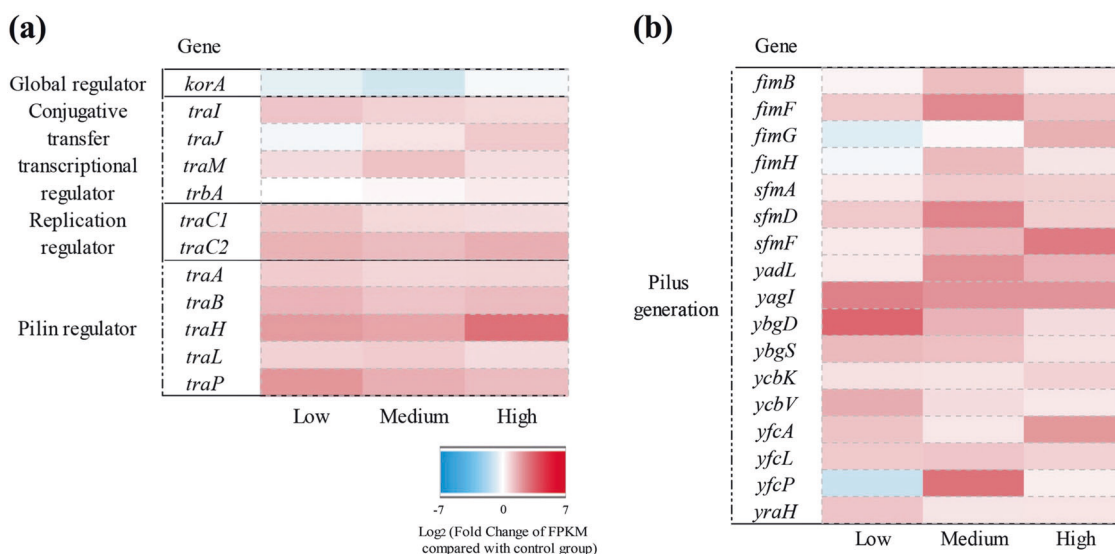 (a)
Gene
Global regulator
korA
Conjugative
traI
transfer
traJ
transcriptional
traM
regulator
trbA
Replication
traC1
regulator
traC2
traA
traB
Pilin regulator
traH
traL
traP
Low Medium High
-7 0 7
Log2 (Fold Change of FPKM
compared with control group)
(b)
Gene
fimB
fimF
fimG
fimH
sfmA
sfmD
sfmF
yadL
Pilus
generation
yagI
ybgD
ybgS
ycbK
ycbV
yfcA
yfcL
yfcP
yraH
Low Medium High